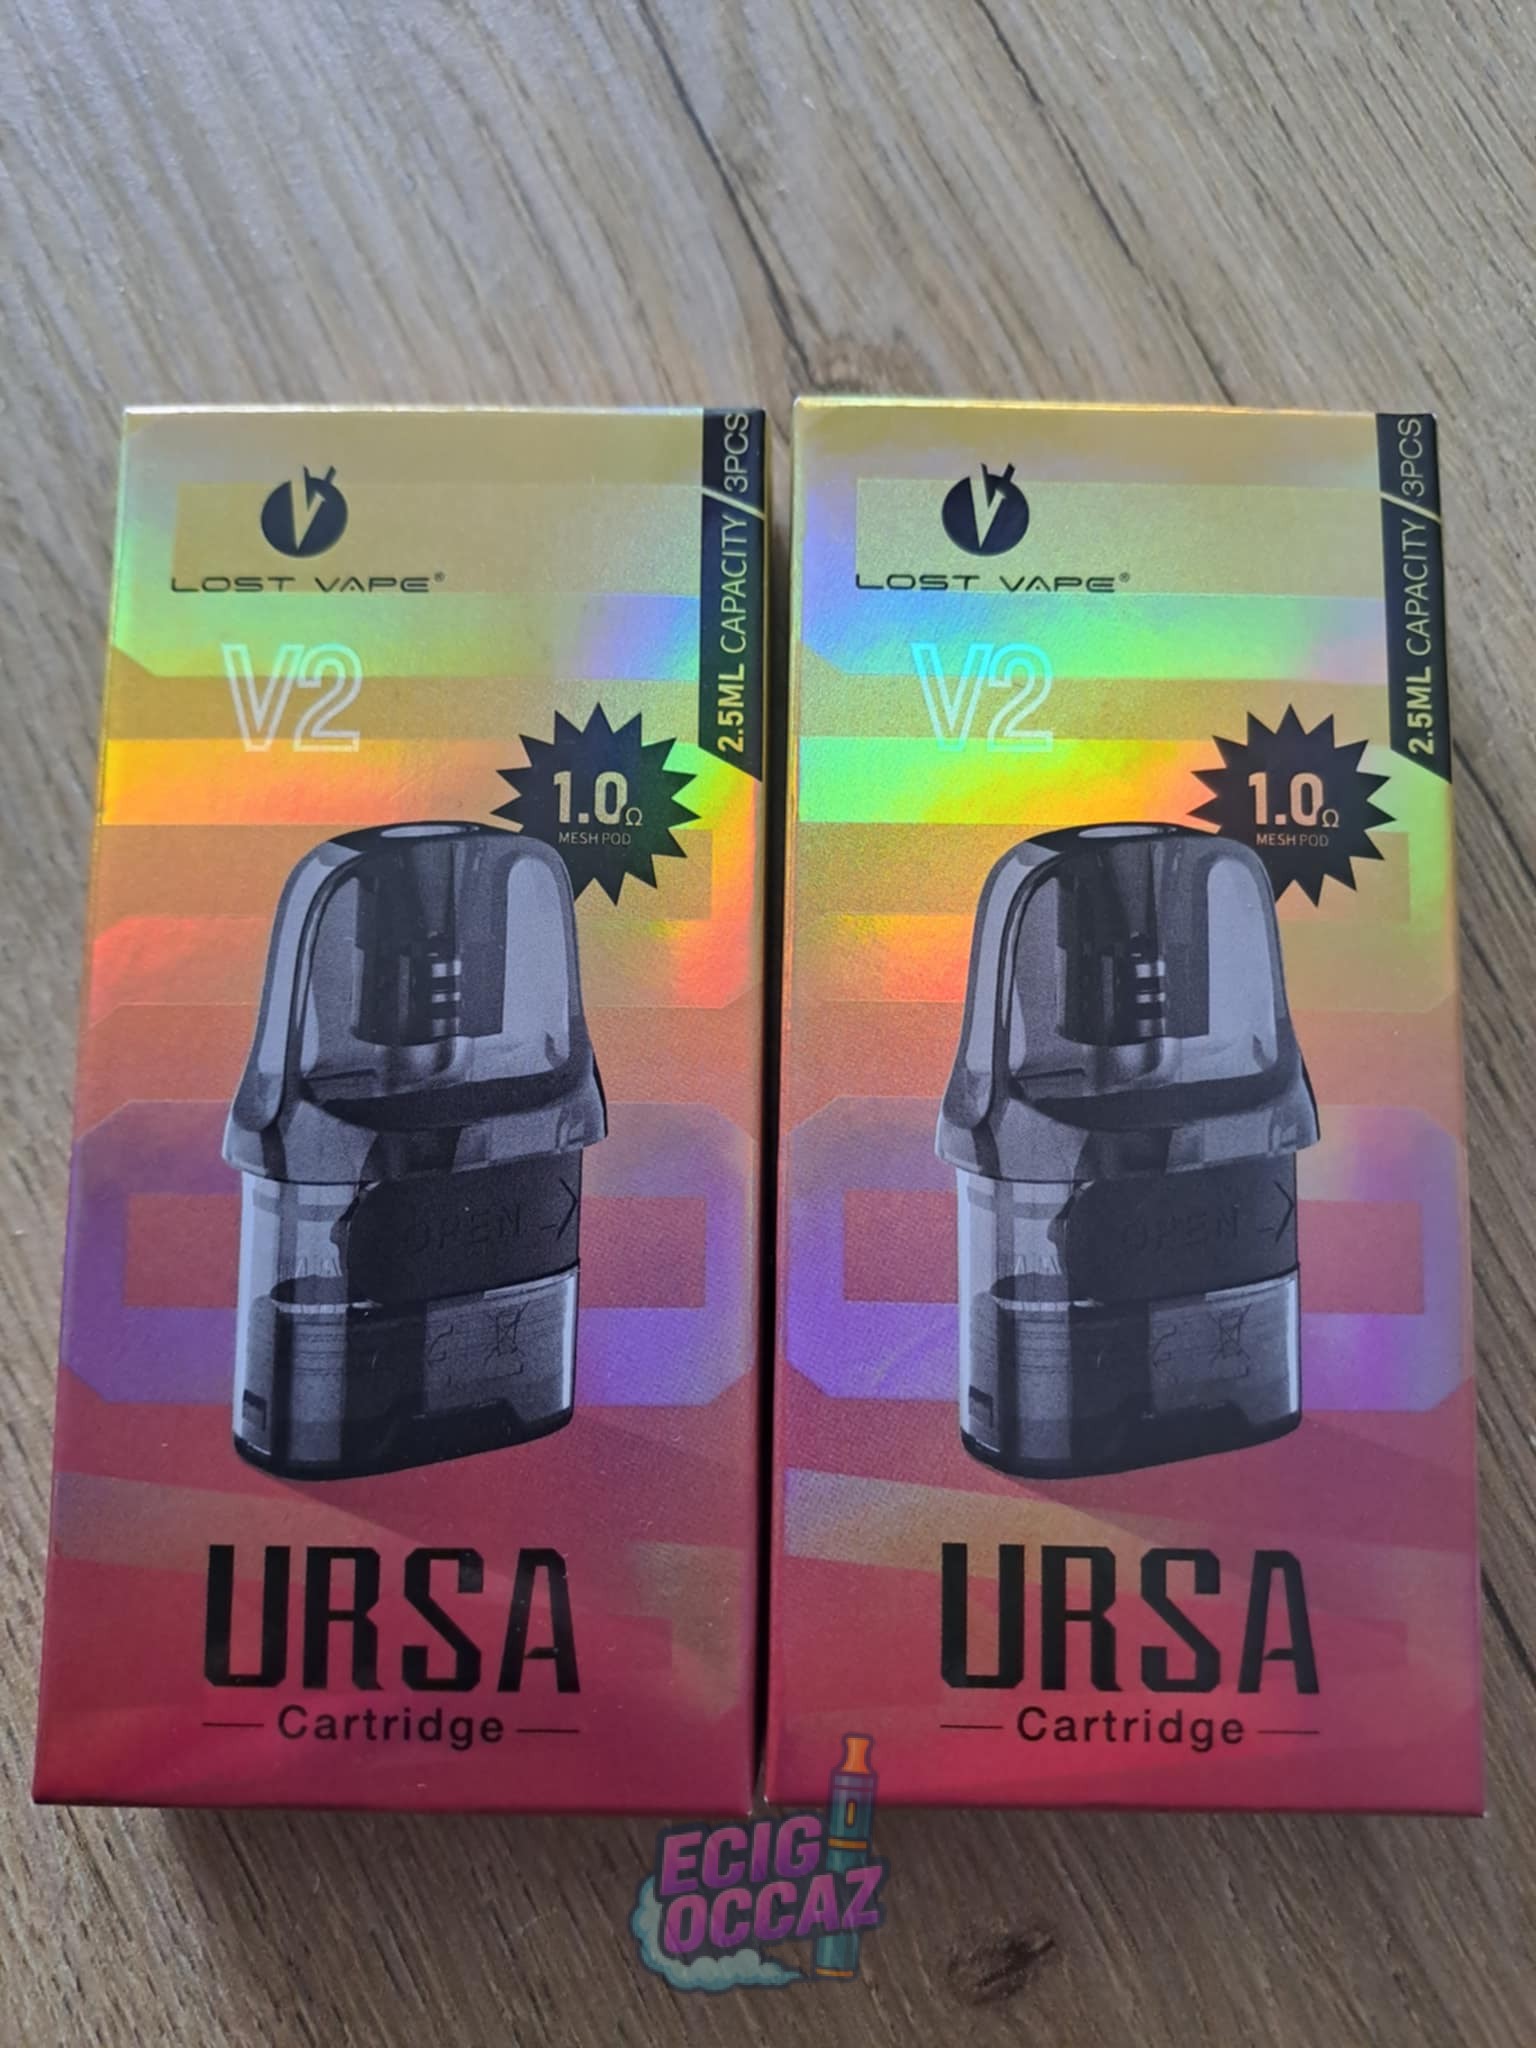 LOST VAPE®
V2
2.5ML CAPACITY/3PCS
1.0Ω
MESH POD
OPEN
URSA
Cartridge
LOST VAPE®
V2
2.5ML CAPACITY/3PCS
1.0Ω
MESH POD
OPEN
URSA
Cartridge
ECIG
OCCAZ